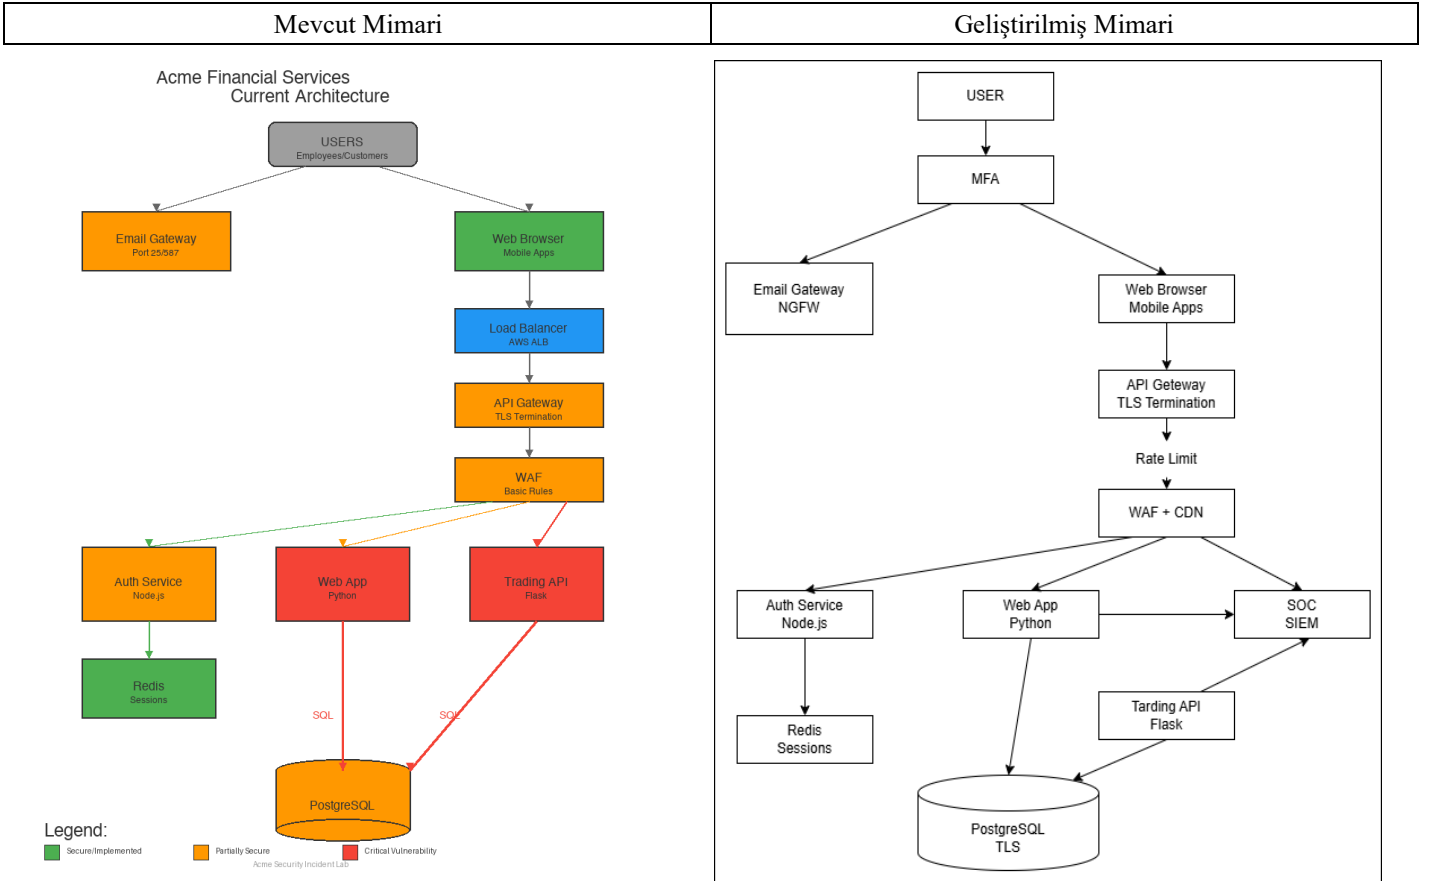 Mevcut Mimari
Geliştirilmiş Mimari
Acme Financial Services
Current Architecture
USERS
Employees/Customers
Email Gateway
Port 25/587
Web Browser
Mobile Apps
Load Balancer
AWS ALB
API Gateway
TLS Termination
WAF
Basic Rules
Auth Service
Node.js
Web App
Python
Trading API
Flask
Redis
Sessions
SQL
SQL
PostgreSQL
Legend:
Secure/Implemented
Partially Secure
Critical Vulnerability
Acme Security Incident Lab
USER
MFA
Email Gateway
NGFW
Web Browser
Mobile Apps
API Geteway
TLS Termination
Rate Limit
WAF + CDN
Auth Service
Node.js
Web App
Python
SOC
SIEM
Redis
Sessions
Tarding API
Flask
PostgreSQL
TLS